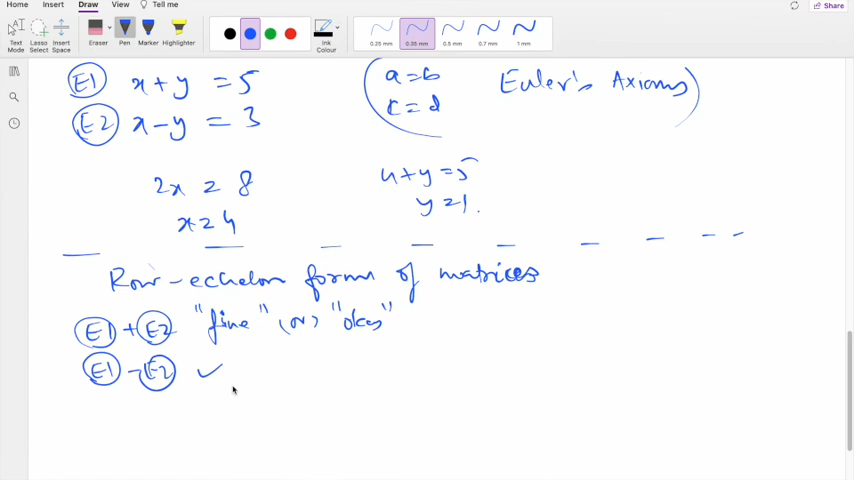 Home Insert Draw View Tell me Share
Text Mode Lasso Select Insert Space Eraser Pen Marker Highlighter Ink Colour 0.25 mm 0.35 mm 0.5 mm 0.7 mm 1 mm
E1 x+y = 5
E2 x-y = 3
a=b
c=d
Euler's Axioms
2x = 8
x=4
4+y=5
y=1.
Row-echelon forms of matrices
E1 + E2 "fine" (or) "okay"
E1 - E2 ✓